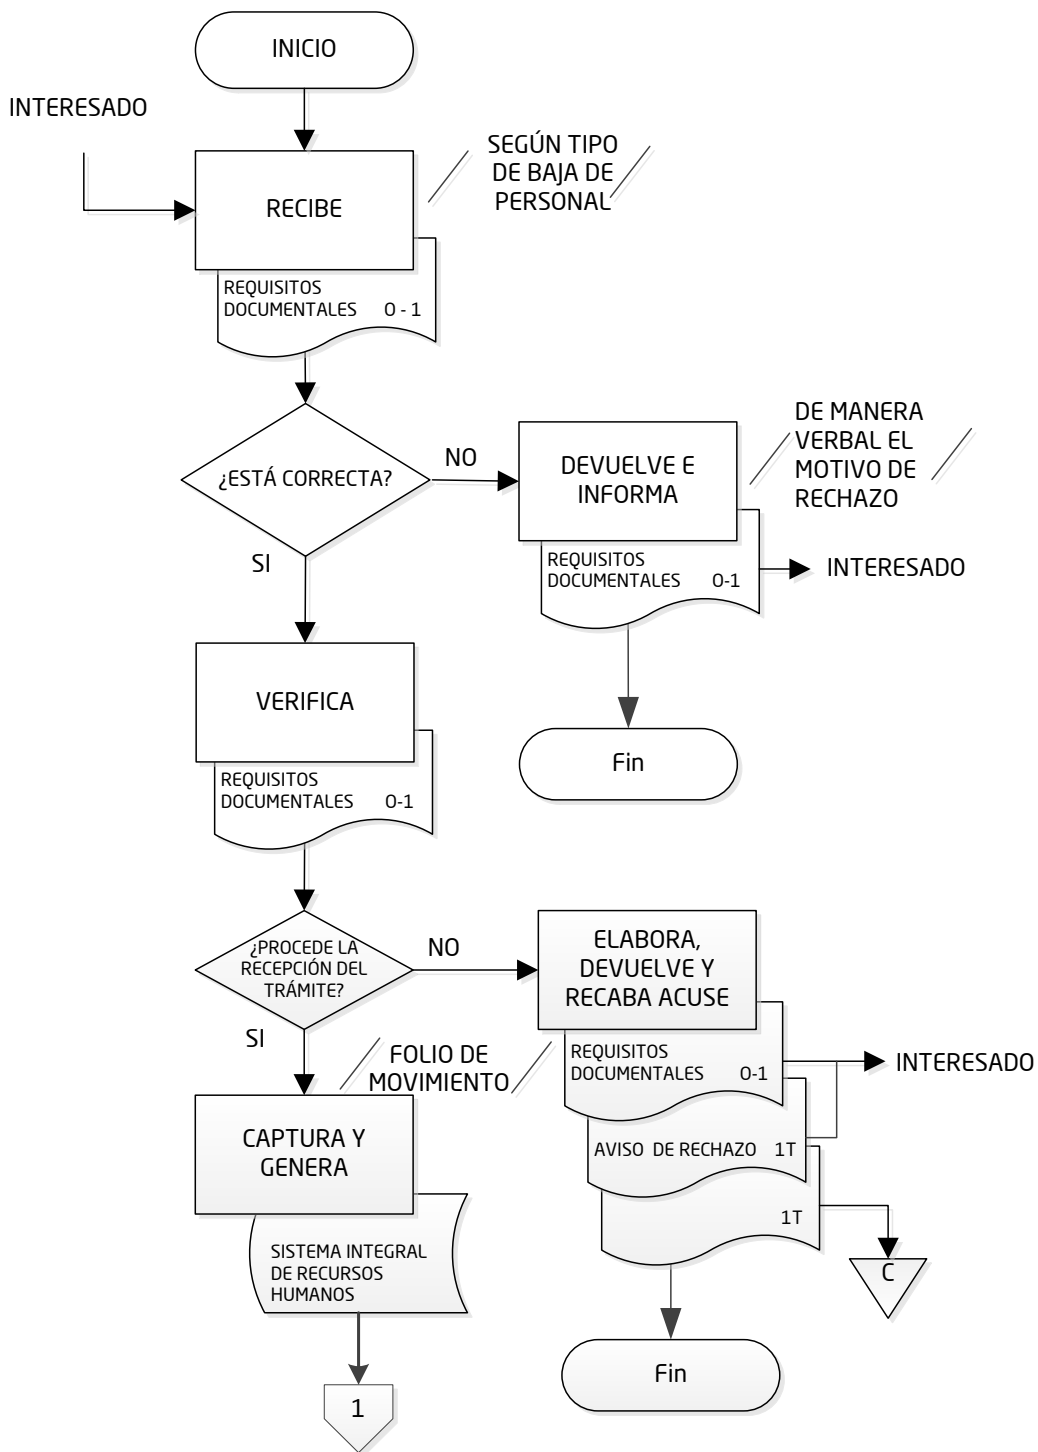 INICIO
INTERESADO
SEGÚN TIPO
DE BAJA DE
PERSONAL
RECIBE
REQUISITOS
DOCUMENTALES 0 - 1
¿ESTÁ CORRECTA?
NO
DEVUELVE E
INFORMA
DE MANERA
VERBAL EL
MOTIVO DE
RECHAZO
REQUISITOS
DOCUMENTALES 0-1
INTERESADO
Fin
SI
VERIFICA
REQUISITOS
DOCUMENTALES 0-1
¿PROCEDE LA
RECEPCIÓN DEL
TRÁMITE?
NO
ELABORA,
DEVUELVE Y
RECABA ACUSE
REQUISITOS
DOCUMENTALES 0-1
INTERESADO
AVISO DE RECHAZO 1T
1T
C
Fin
SI
FOLIO DE
MOVIMIENTO
CAPTURA Y
GENERA
SISTEMA INTEGRAL
DE RECURSOS
HUMANOS
1